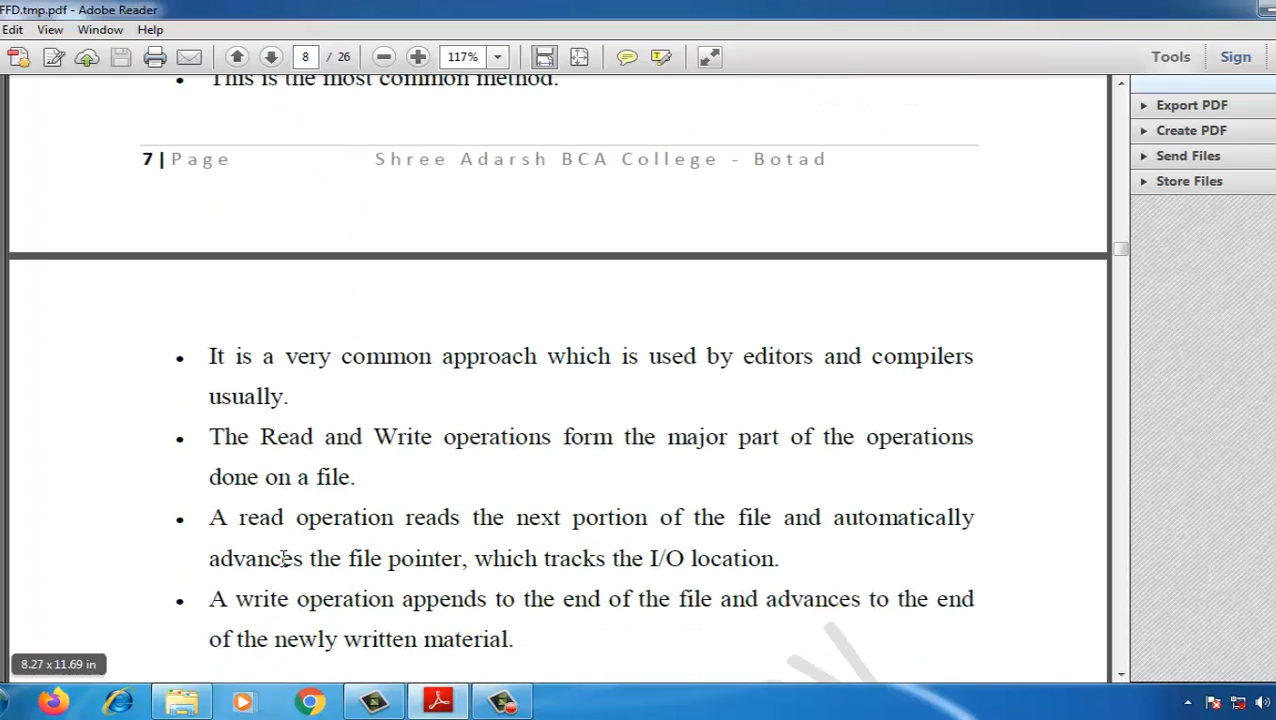 FFD.tmp.pdf - Adobe Reader
Edit View Window Help
8 / 26 117% Tools Sign
This is the most common method.
Export PDF
Create PDF
7 | Page Shree Adarsh BCA College - Botad
Send Files
Store Files
• It is a very common approach which is used by editors and compilers
usually.
• The Read and Write operations form the major part of the operations
done on a file.
• A read operation reads the next portion of the file and automatically
advances the file pointer, which tracks the I/O location.
• A write operation appends to the end of the file and advances to the end
of the newly written material.
8.27 x 11.69 in